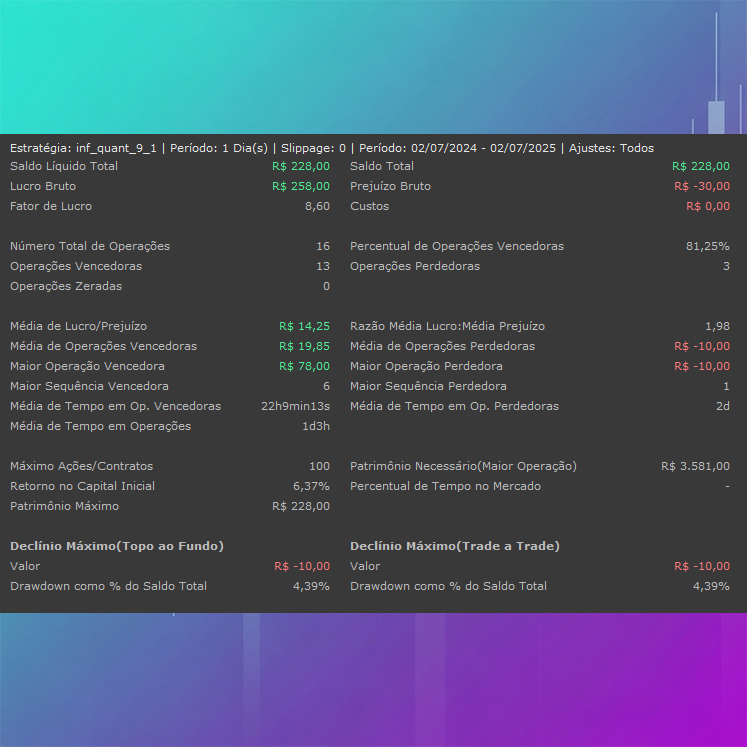 Estratégia: inf_quant_9_1 | Período: 1 Dia(s) | Slippage: 0 | Período: 02/07/2024 - 02/07/2025 | Ajustes: Todos
Saldo Líquido Total R$ 228,00 Saldo Total R$ 228,00
Lucro Bruto R$ 258,00 Prejuízo Bruto R$ -30,00
Fator de Lucro 8,60 Custos R$ 0,00
Número Total de Operações 16 Percentual de Operações Vencedoras 81,25%
Operações Vencedoras 13 Operações Perdedoras 3
Operações Zeradas 0
Média de Lucro/Prejuízo R$ 14,25 Razão Média Lucro:Média Prejuízo 1,98
Média de Operações Vencedoras R$ 19,85 Média de Operações Perdedoras R$ -10,00
Maior Operação Vencedora R$ 78,00 Maior Operação Perdedora R$ -10,00
Maior Sequência Vencedora 6 Maior Sequência Perdedora 1
Média de Tempo em Op. Vencedoras 22h9min13s Média de Tempo em Op. Perdedoras 2d
Média de Tempo em Operações 1d3h
Máximo Ações/Contratos 100 Patrimônio Necessário(Maior Operação) R$ 3.581,00
Retorno no Capital Inicial 6,37% Percentual de Tempo no Mercado -
Patrimônio Máximo R$ 228,00
Declínio Máximo(Topo ao Fundo) Declínio Máximo(Trade a Trade)
Valor R$ -10,00 Valor R$ -10,00
Drawdown como % do Saldo Total 4,39% Drawdown como % do Saldo Total 4,39%